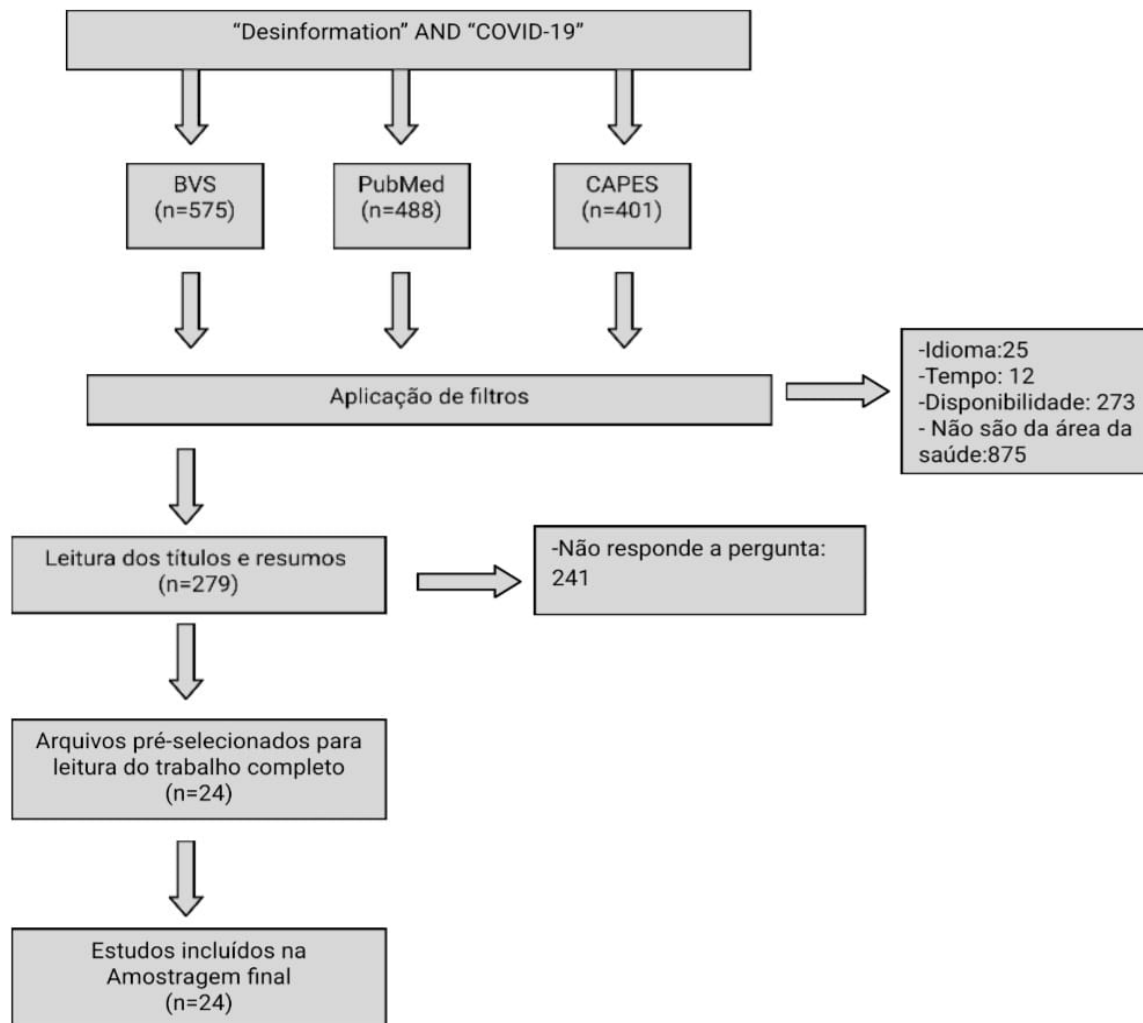 “Desinformation” AND “COVID-19”
BVS
(n=575)
PubMed
(n=488)
CAPES
(n=401)
Aplicação de filtros
-Idioma:25
-Tempo: 12
-Disponibilidade: 273
- Não são da área da
saúde:875
Leitura dos títulos e resumos
(n=279)
-Não responde a pergunta:
241
Arquivos pré-selecionados para
leitura do trabalho completo
(n=24)
Estudos incluídos na
Amostragem final
(n=24)